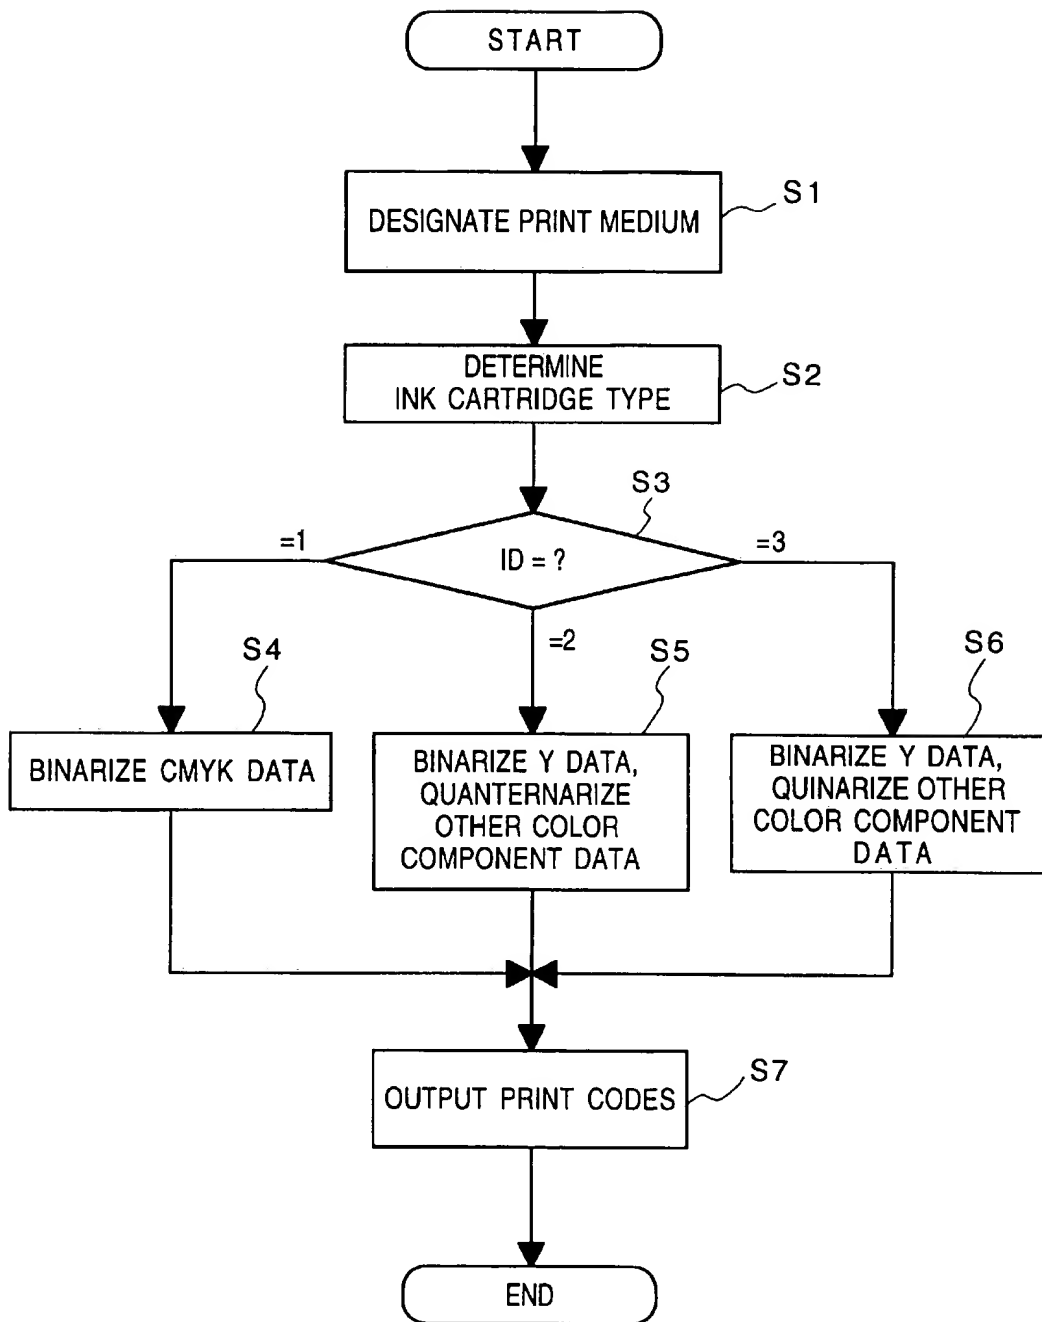 START
DESIGNATE PRINT MEDIUM
S1
DETERMINE
INK CARTRIDGE TYPE
S2
S3
=1
ID = ?
=3
=2
S4
S5
S6
BINARIZE CMYK DATA
BINARIZE Y DATA,
QUANTERNARIZE
OTHER COLOR
COMPONENT DATA
BINARIZE Y DATA,
QUINARIZE OTHER
COLOR COMPONENT
DATA
OUTPUT PRINT CODES
S7
END